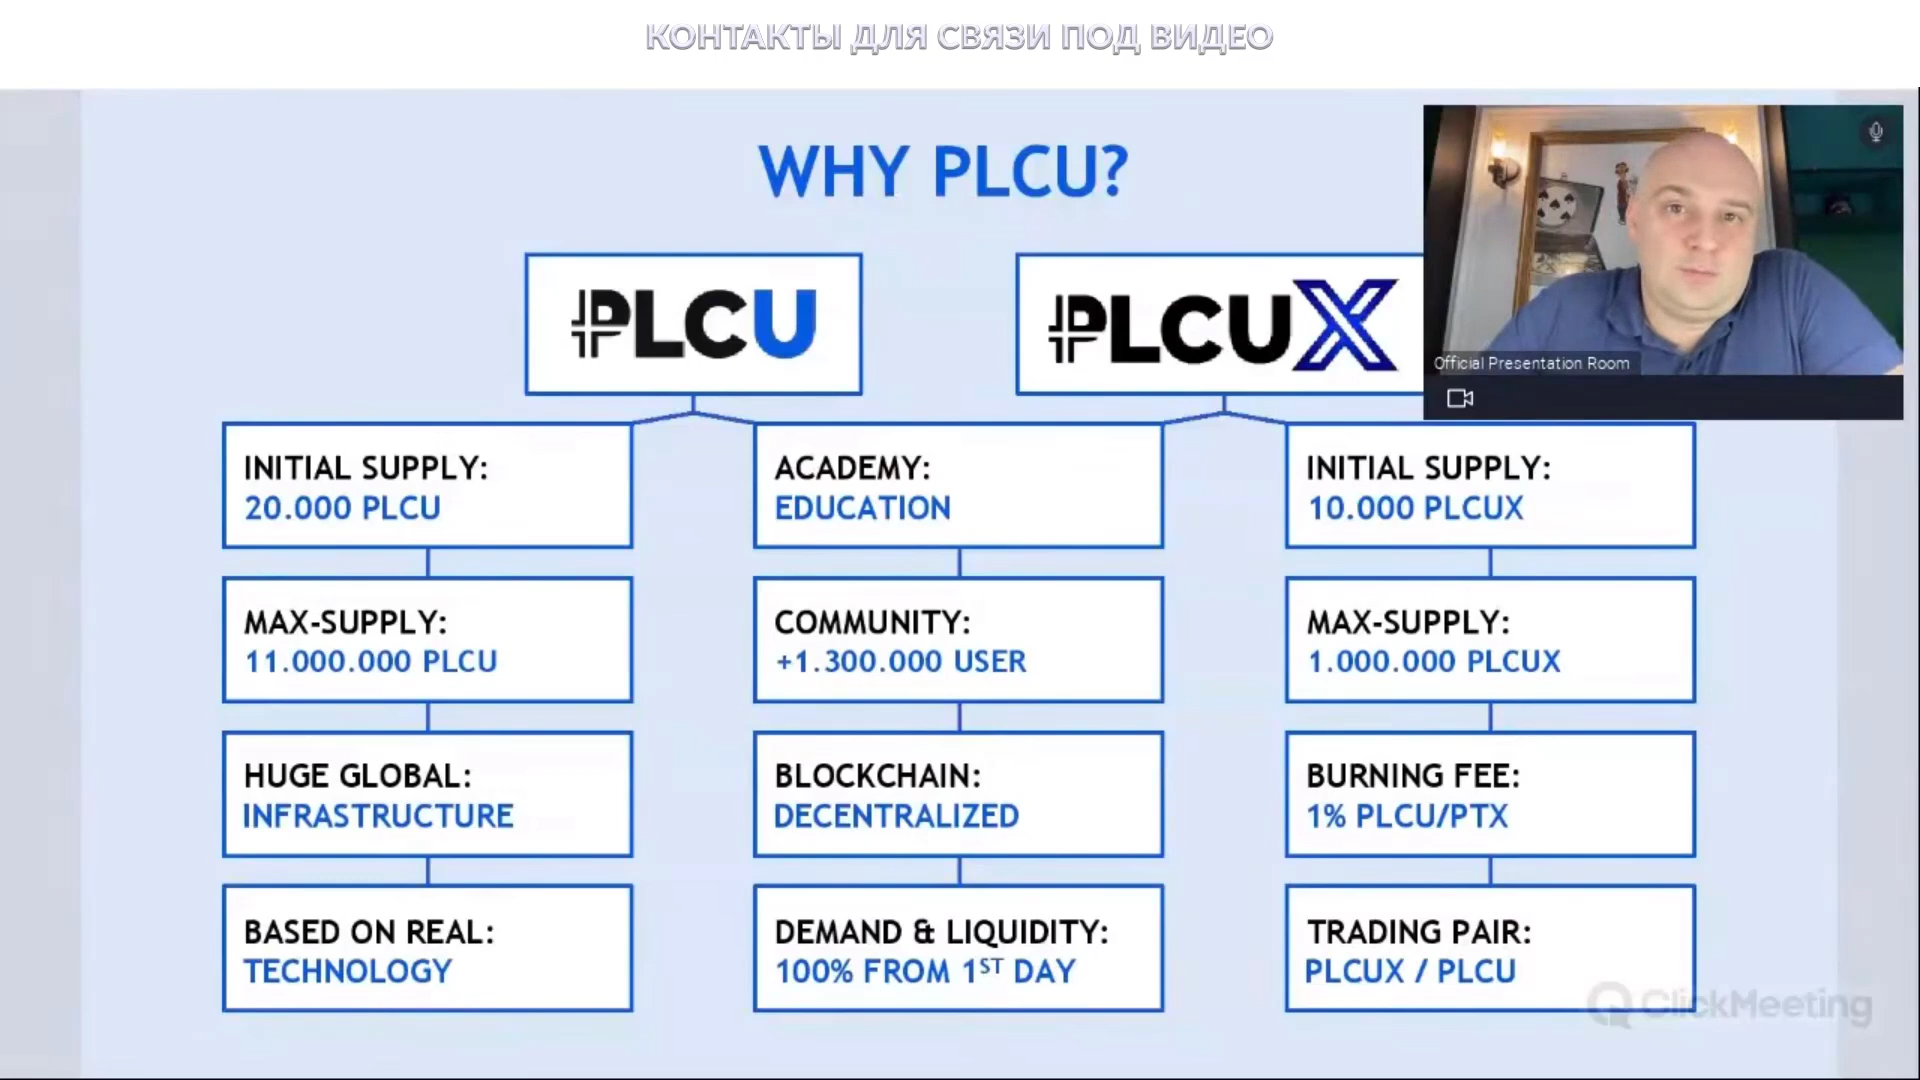 КОНТАКТЫ ДЛЯ СВЯЗИ ПОД ВИДЕО
WHY PLCU?
PLCU
PLCUX
Official Presentation Room
INITIAL SUPPLY:
20.000 PLCU
MAX-SUPPLY:
11.000.000 PLCU
HUGE GLOBAL:
INFRASTRUCTURE
BASED ON REAL:
TECHNOLOGY
ACADEMY:
EDUCATION
COMMUNITY:
+1.300.000 USER
BLOCKCHAIN:
DECENTRALIZED
DEMAND & LIQUIDITY:
100% FROM 1ST DAY
INITIAL SUPPLY:
10.000 PLCUX
MAX-SUPPLY:
1.000.000 PLCUX
BURNING FEE:
1% PLCU/PTX
TRADING PAIR:
PLCUX / PLCU
ClickMeeting